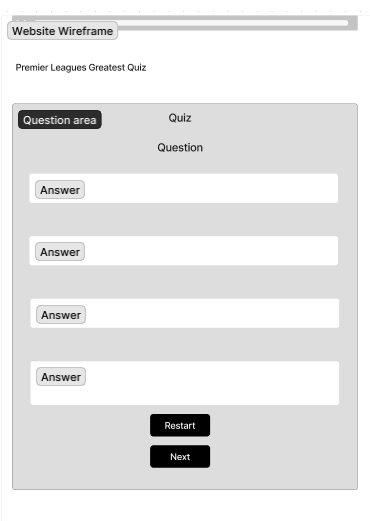 Website Wireframe
Premier Leagues Greatest Quiz
Question area
Quiz
Question
Answer
Answer
Answer
Answer
Restart
Next